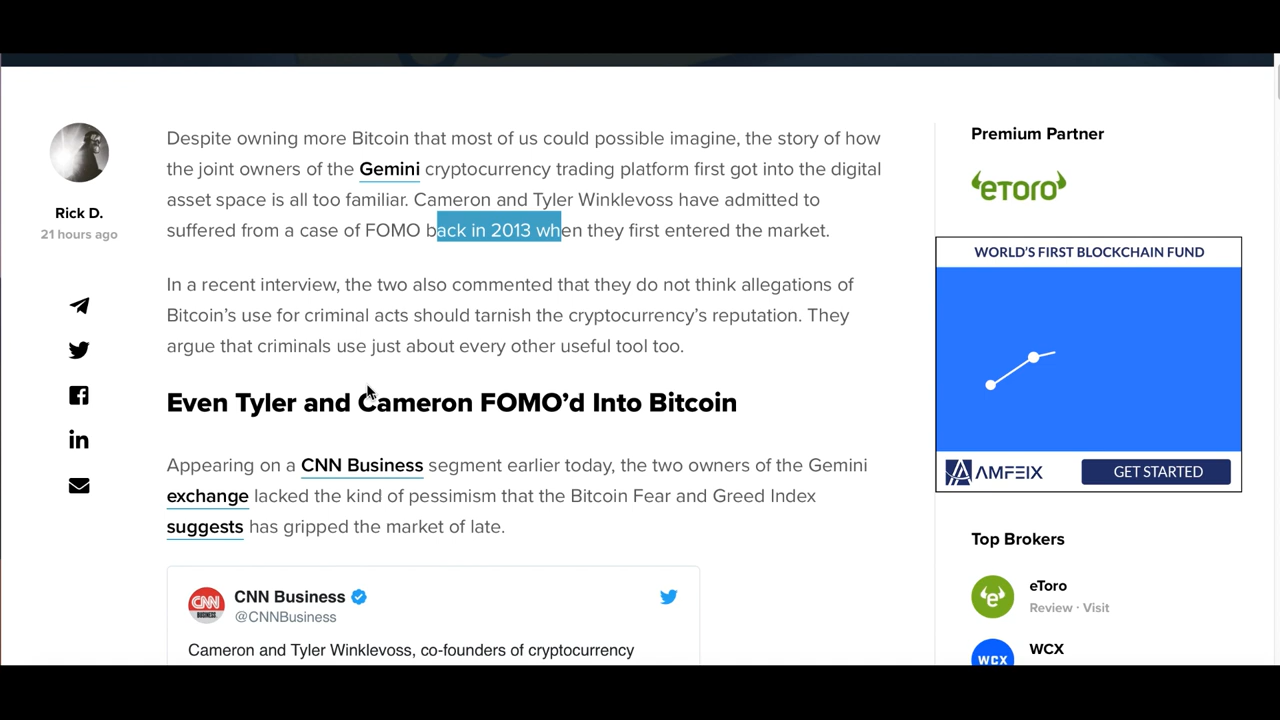 Rick D.
21 hours ago
Despite owning more Bitcoin that most of us could possible imagine, the story of how
the joint owners of the Gemini cryptocurrency trading platform first got into the digital
asset space is all too familiar. Cameron and Tyler Winklevoss have admitted to
suffered from a case of FOMO back in 2013 when they first entered the market.
In a recent interview, the two also commented that they do not think allegations of
Bitcoin’s use for criminal acts should tarnish the cryptocurrency’s reputation. They
argue that criminals use just about every other useful tool too.
Even Tyler and Cameron FOMO’d Into Bitcoin
Appearing on a CNN Business segment earlier today, the two owners of the Gemini
exchange lacked the kind of pessimism that the Bitcoin Fear and Greed Index
suggests has gripped the market of late.
CNN BUSINESS
CNN Business
@CNNBusiness
Cameron and Tyler Winklevoss, co-founders of cryptocurrency
Premium Partner
eToro
WORLD’S FIRST BLOCKCHAIN FUND
AMFEIX
GET STARTED
Top Brokers
eToro
Review · Visit
WCX
WCX